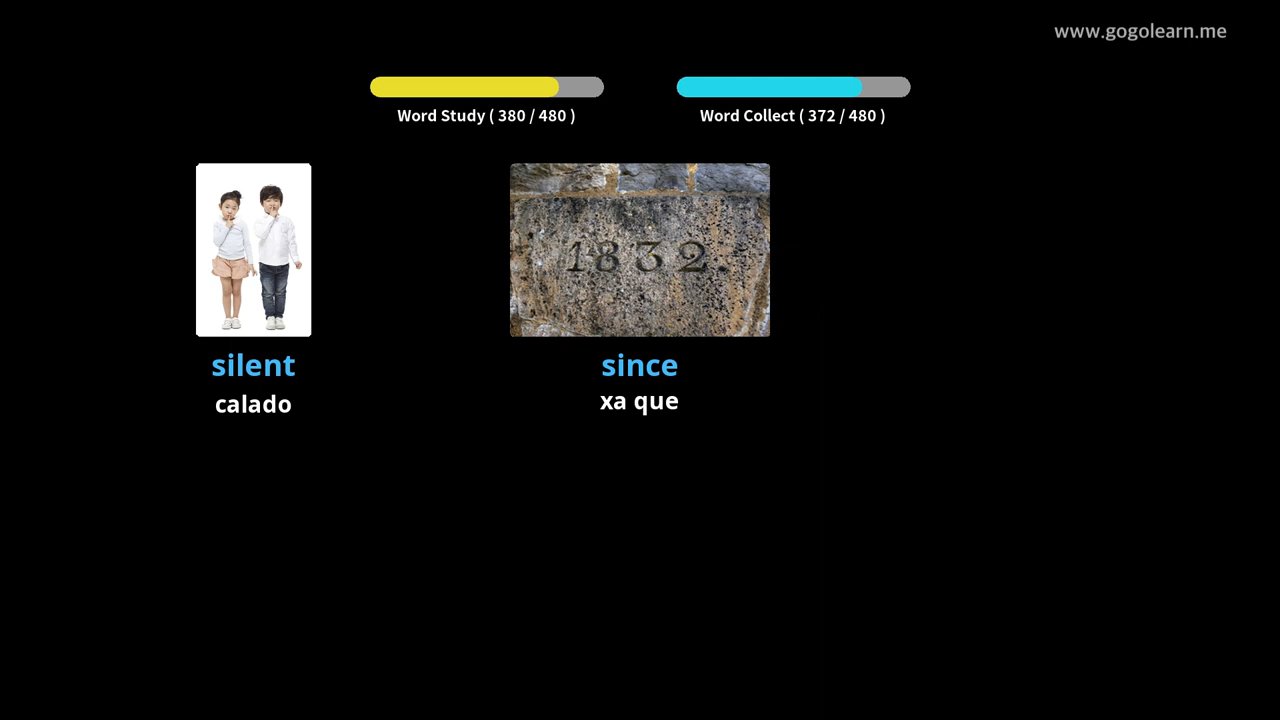 www.gogolearn.me
Word Study ( 380 / 480 )
Word Collect ( 372 / 480 )
1832.
silent
calado
since
xa que